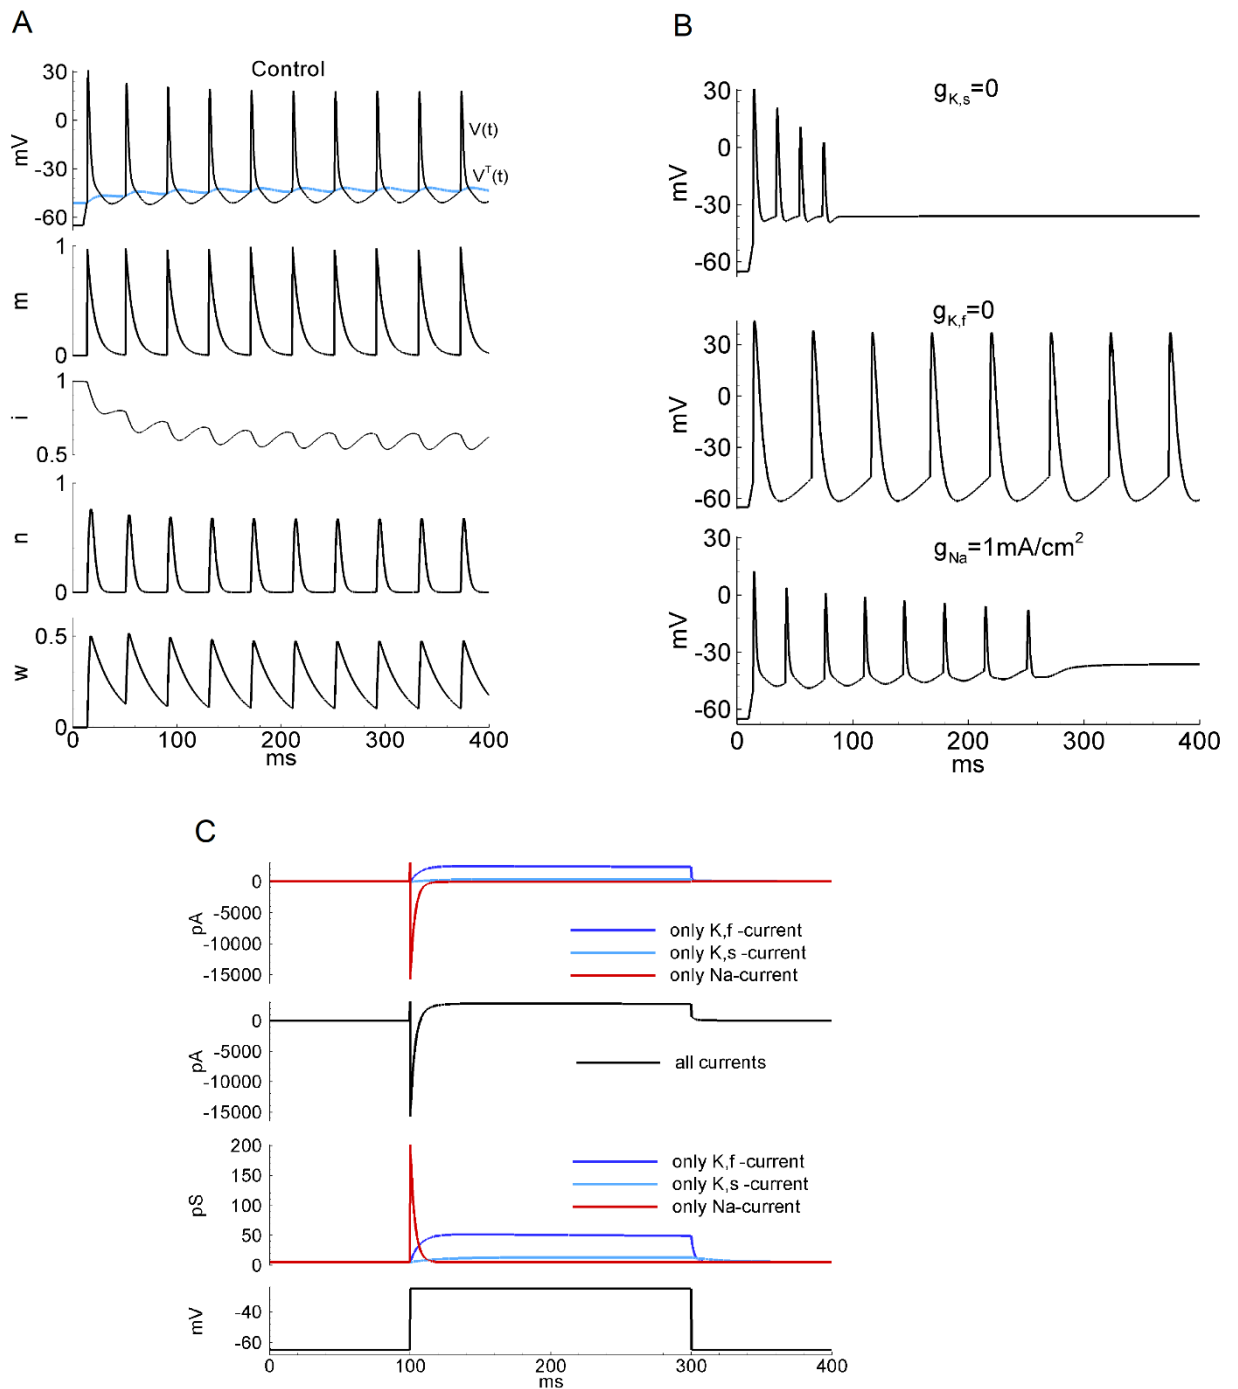 A
Control
30
0
-30
-60
mV
V(t)
V^T(t)
1
0
m
1
0.5
i
1
0
n
0.5
0
w
0 100 200 300 400
ms
B
g_K,s=0
30
0
-30
-60
mV
g_K,f=0
30
0
-30
-60
mV
g_Na=1mA/cm²
30
0
-30
-60
mV
0 100 200 300 400
ms
C
0
-5000
-10000
-15000
pA
only K,f -current
only K,s -current
only Na-current
0
-5000
-10000
-15000
pA
all currents
200
150
100
50
0
pS
only K,f -current
only K,s -current
only Na-current
-40
-60
mV
0 100 200 300 400
ms